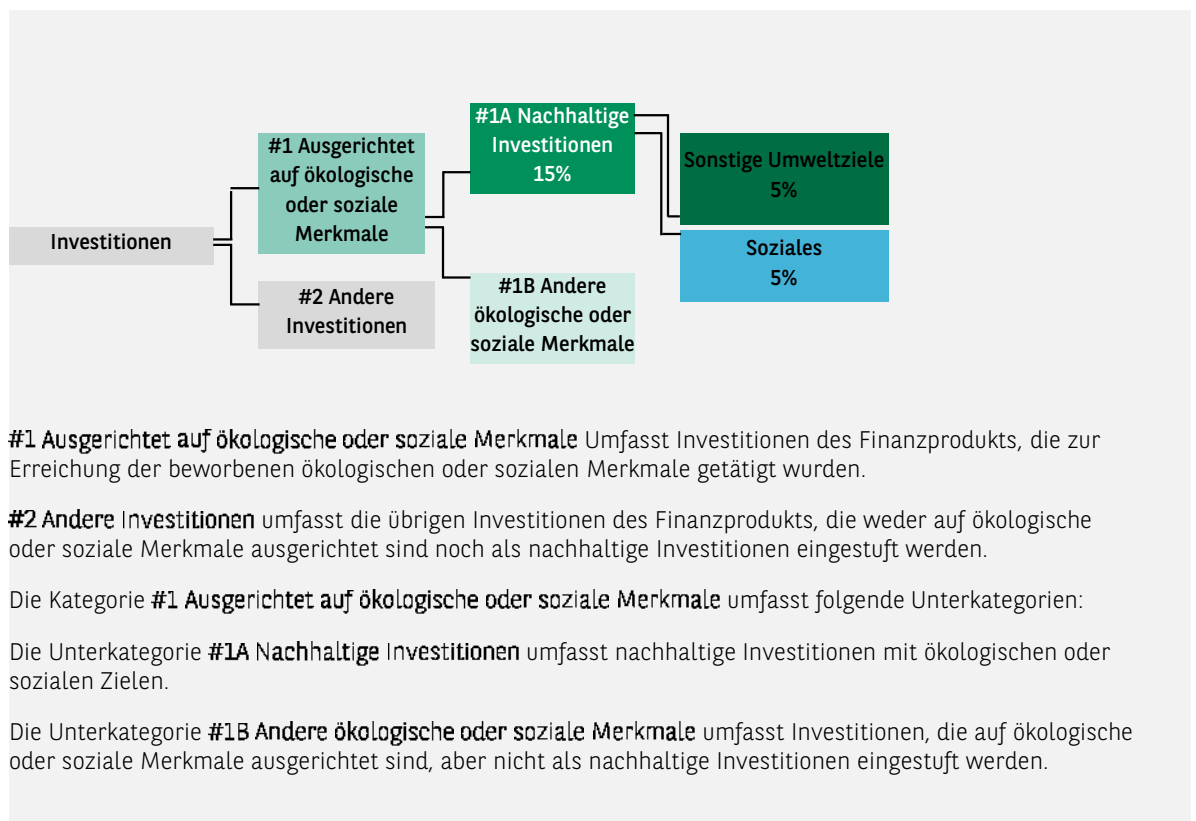 #1A Nachhaltige
Investitionen
15%
#1 Ausgerichtet
auf ökologische
oder soziale
Merkmale
Sonstige Umweltziele
5%
Investitionen
Soziales
5%
#2 Andere
Investitionen
#1B Andere
ökologische oder
soziale Merkmale
#1 Ausgerichtet auf ökologische oder soziale Merkmale Umfasst Investitionen des Finanzprodukts, die zur
Erreichung der beworbenen ökologischen oder sozialen Merkmale getätigt wurden.
#2 Andere Investitionen umfasst die übrigen Investitionen des Finanzprodukts, die weder auf ökologische
oder soziale Merkmale ausgerichtet sind noch als nachhaltige Investitionen eingestuft werden.
Die Kategorie #1 Ausgerichtet auf ökologische oder soziale Merkmale umfasst folgende Unterkategorien:
Die Unterkategorie #1A Nachhaltige Investitionen umfasst nachhaltige Investitionen mit ökologischen oder
sozialen Zielen.
Die Unterkategorie #1B Andere ökologische oder soziale Merkmale umfasst Investitionen, die auf ökologische
oder soziale Merkmale ausgerichtet sind, aber nicht als nachhaltige Investitionen eingestuft werden.